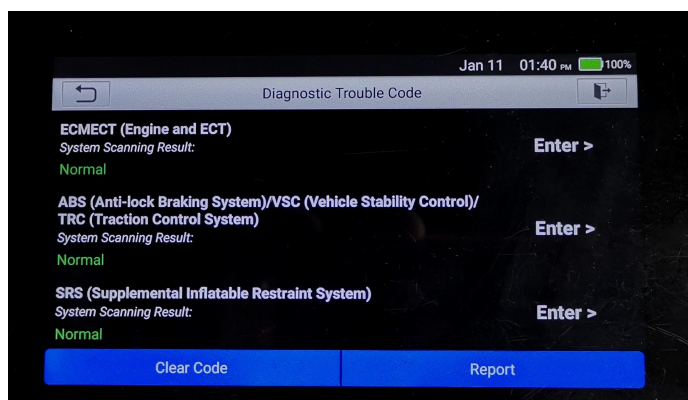 Jan 11 01:40 PM 100%
Diagnostic Trouble Code
ECMECT (Engine and ECT)
System Scanning Result:
Enter >
Normal
ABS (Anti-lock Braking System)/VSC (Vehicle Stability Control)/
TRC (Traction Control System)
System Scanning Result:
Enter >
Normal
SRS (Supplemental Inflatable Restraint System)
System Scanning Result:
Enter >
Normal
Clear Code Report